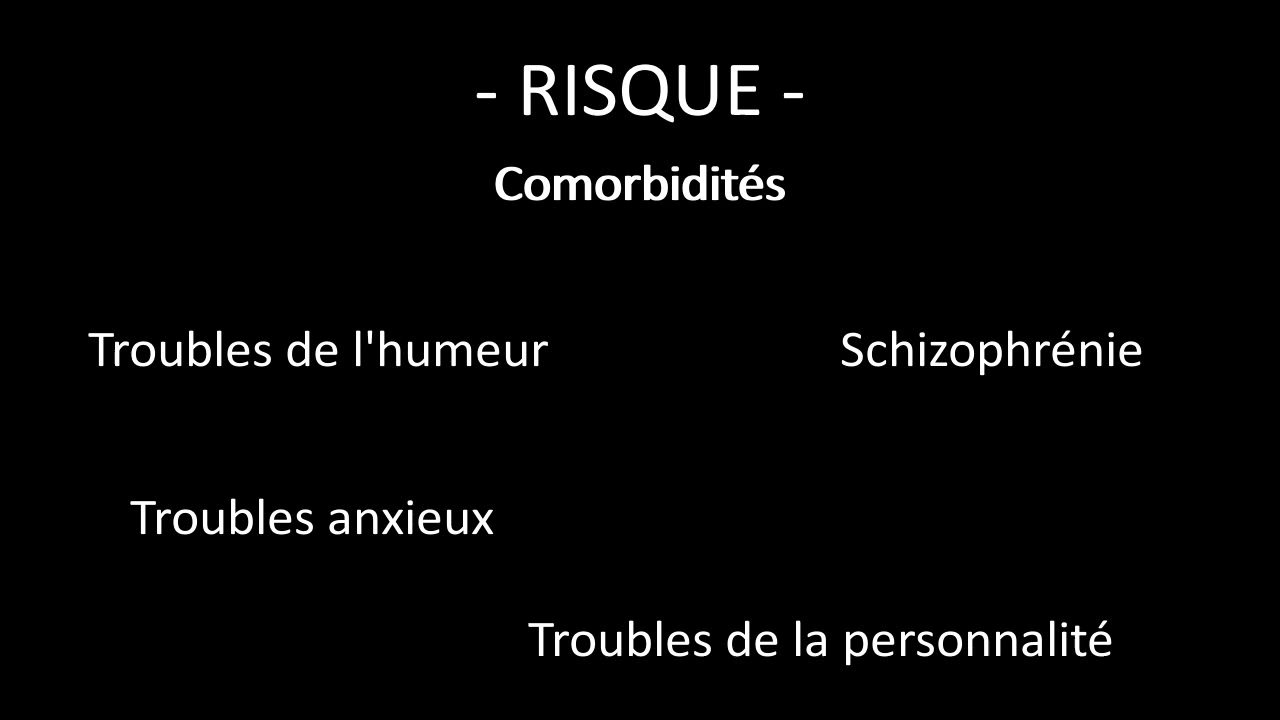 - RISQUE -
Comorbidités
Troubles de l'humeur
Schizophrénie
Troubles anxieux
Troubles de la personnalité